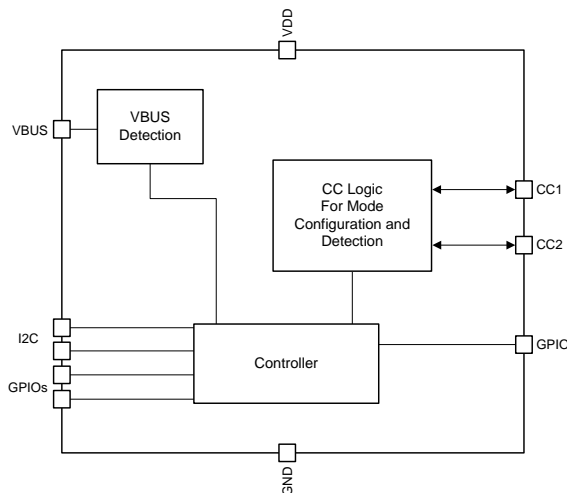 VDD
VBUS
Detection
VBUS
CC Logic
For Mode
Configuration and
Detection
CC1
CC2
I2C
GPIOs
Controller
GPIO
GND